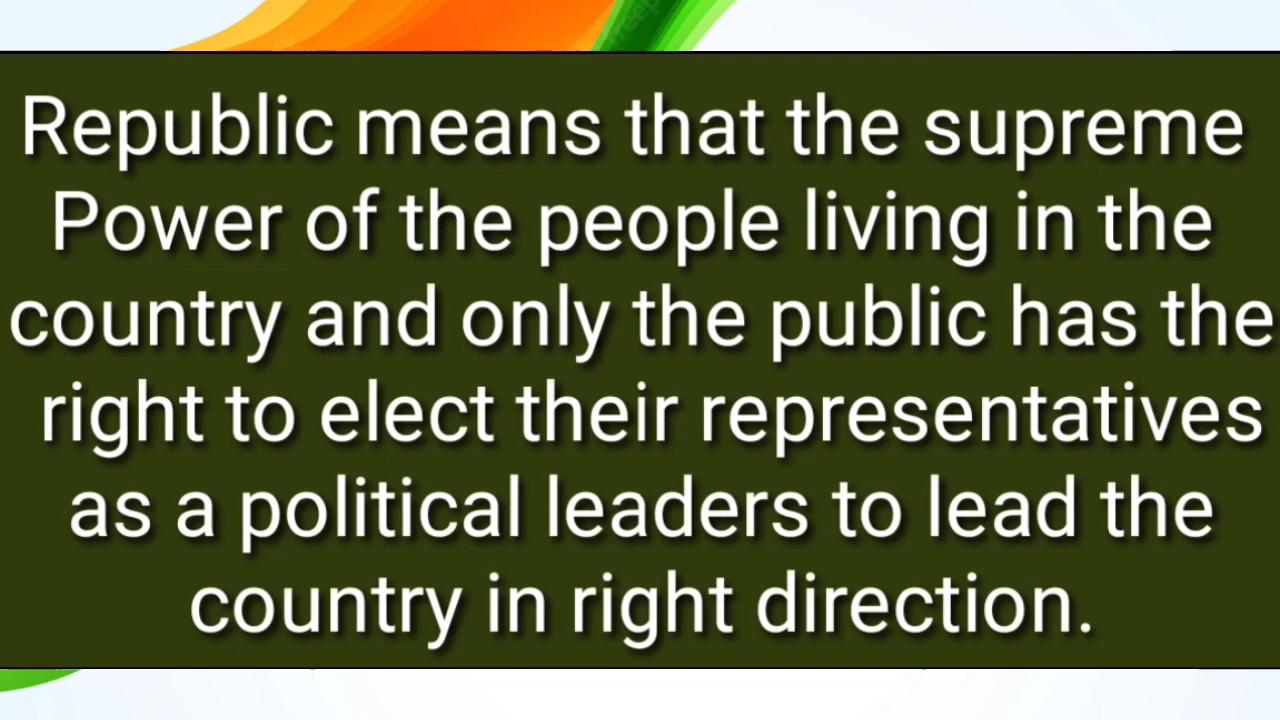 Republic means that the supreme
Power of the people living in the
country and only the public has the
right to elect their representatives
as a political leaders to lead the
country in right direction.